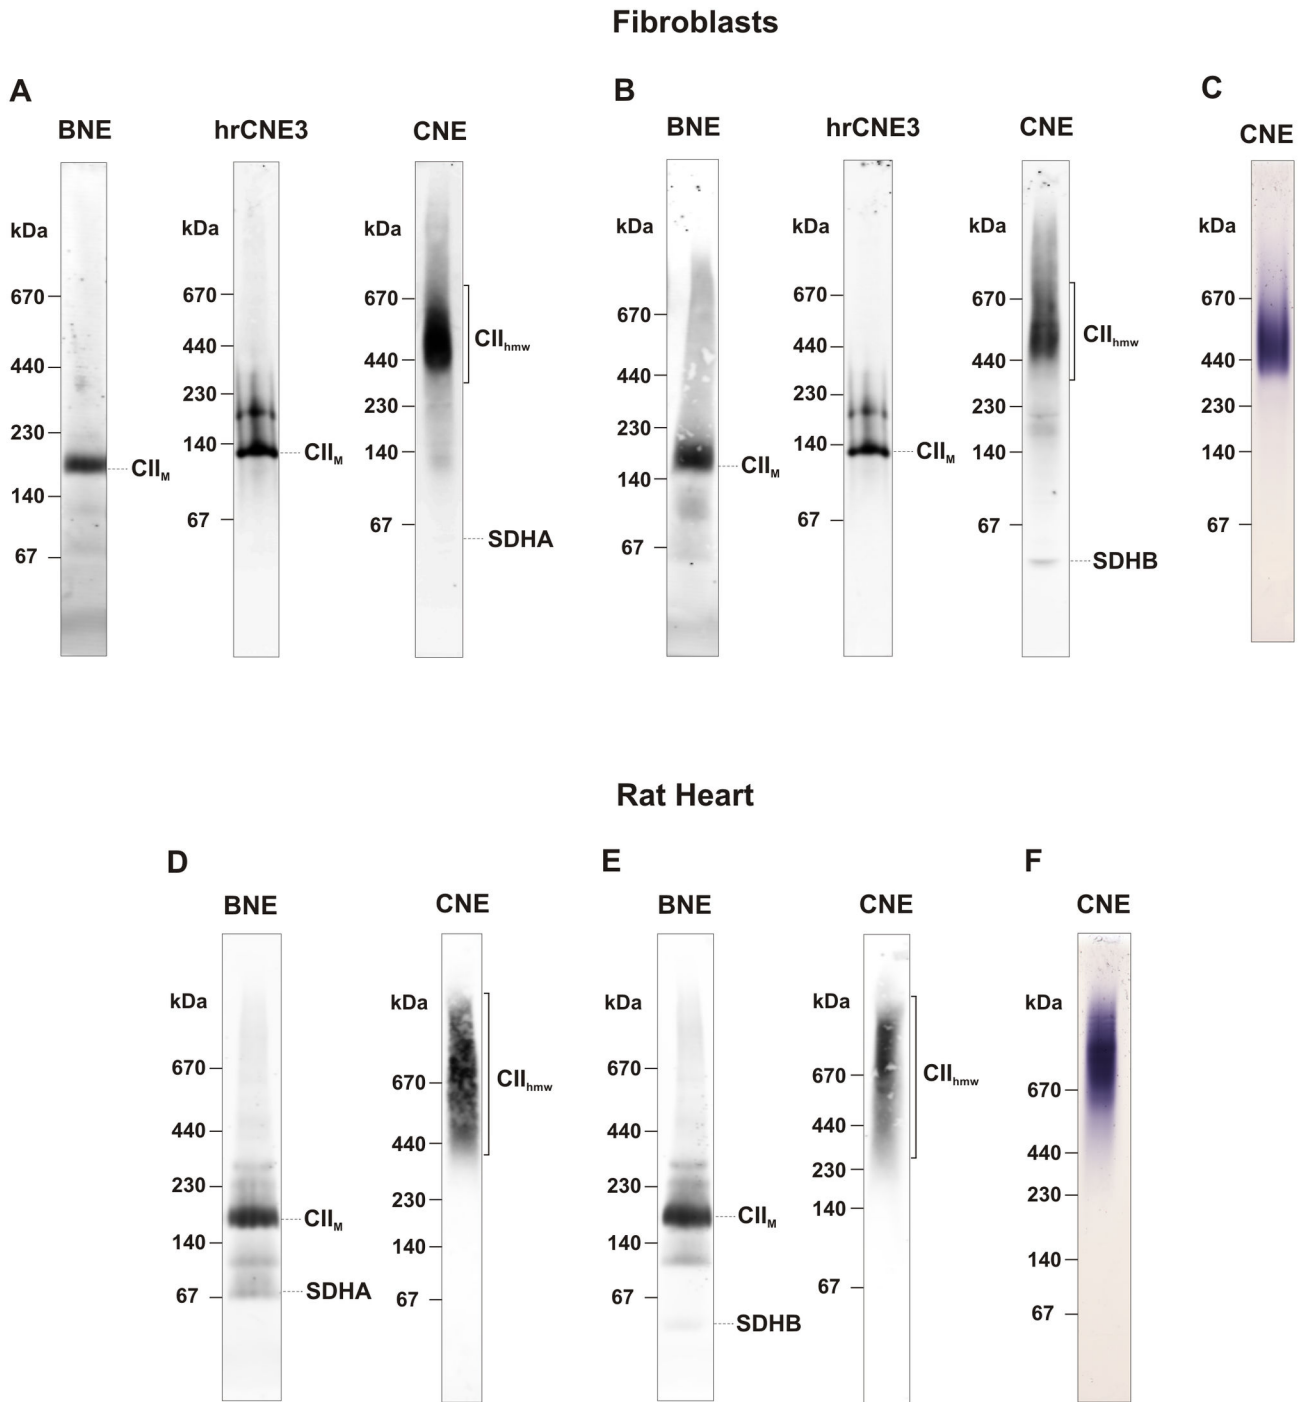 Fibroblasts
A
BNE
kDa
670
440
230
140
67
CIIM
hrCNE3
kDa
670
440
230
140
67
CIIM
CNE
kDa
670
440
230
140
67
CIIhmw
SDHA
B
BNE
kDa
670
440
230
140
67
CIIM
hrCNE3
kDa
670
440
230
140
67
CIIM
CNE
kDa
670
440
230
140
67
CIIhmw
SDHB
C
CNE
kDa
670
440
230
140
67
Rat Heart
D
BNE
kDa
670
440
230
140
67
CIIM
SDHA
CNE
kDa
670
440
230
140
67
CIIhmw
E
BNE
kDa
670
440
230
140
67
CIIM
SDHB
CNE
kDa
670
440
230
140
67
CIIhmw
F
CNE
kDa
670
440
230
140
67